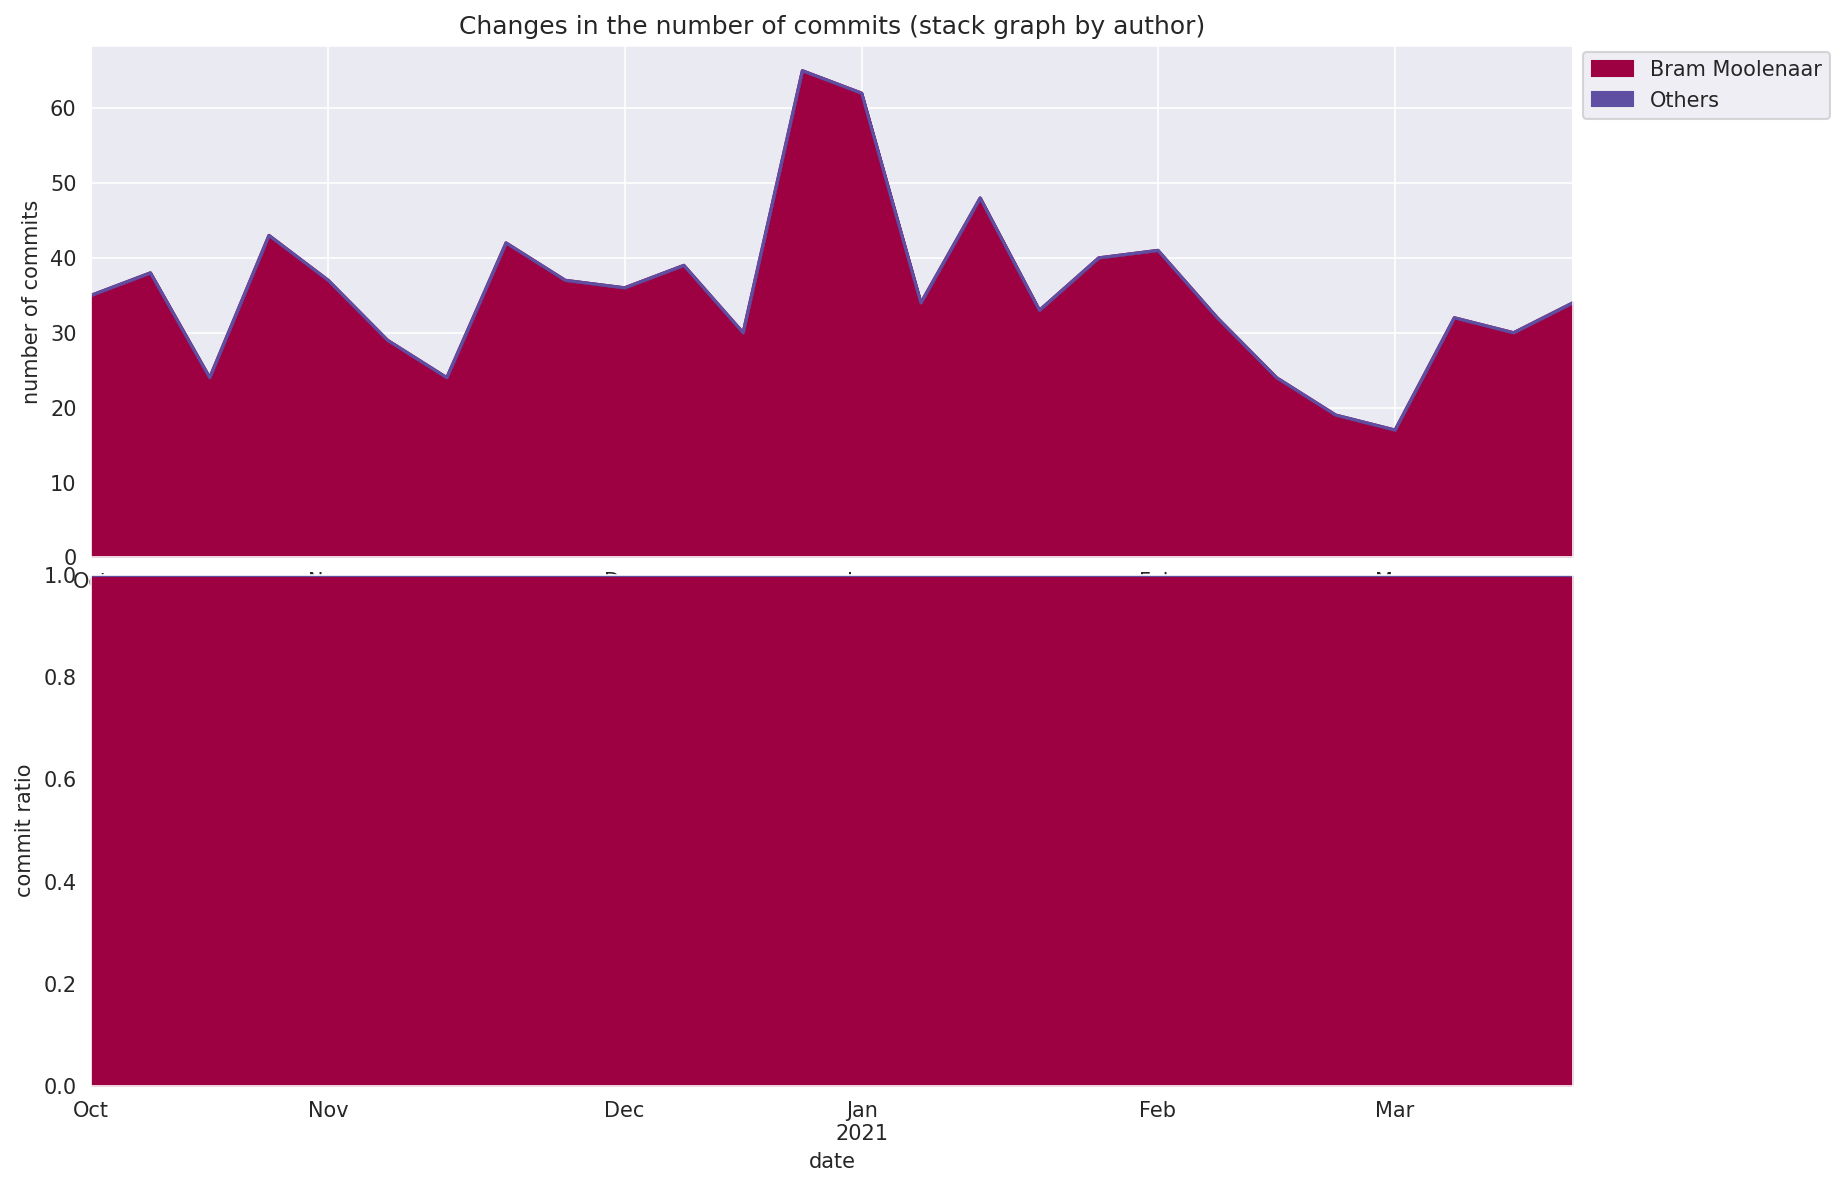 Changes in the number of commits (stack graph by author)
Bram Moolenaar
Others
number of commits
60
50
40
30
20
10
0
1.0
0.8
0.6
0.4
0.2
0.0
commit ratio
Oct
Nov
Dec
Jan
Feb
Mar
2021
date